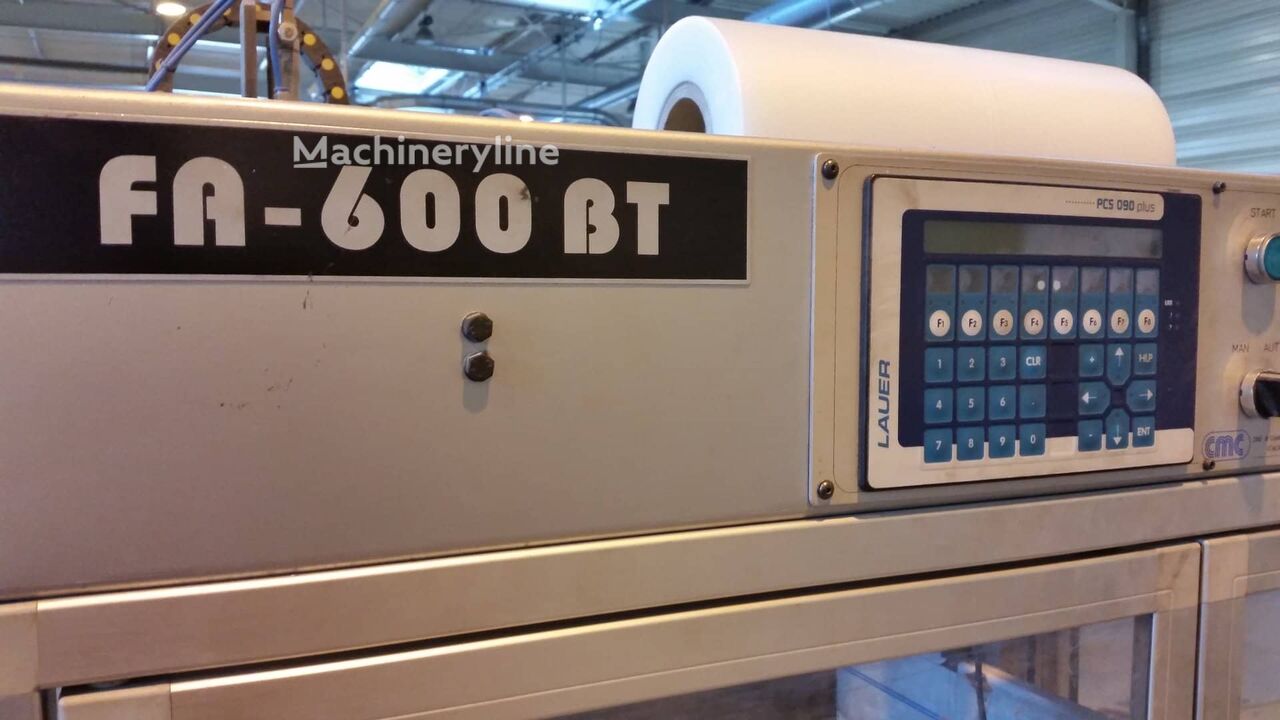 Machineryline
FA-600 BT
PCS 090 plus
LAUER
F1 F2 F3 F4 F5 F6 F7 F8
1 2 3 CLR + HLP
4 5 6 .
7 8 9 0 - ENT
START
MAN AUT
cmc